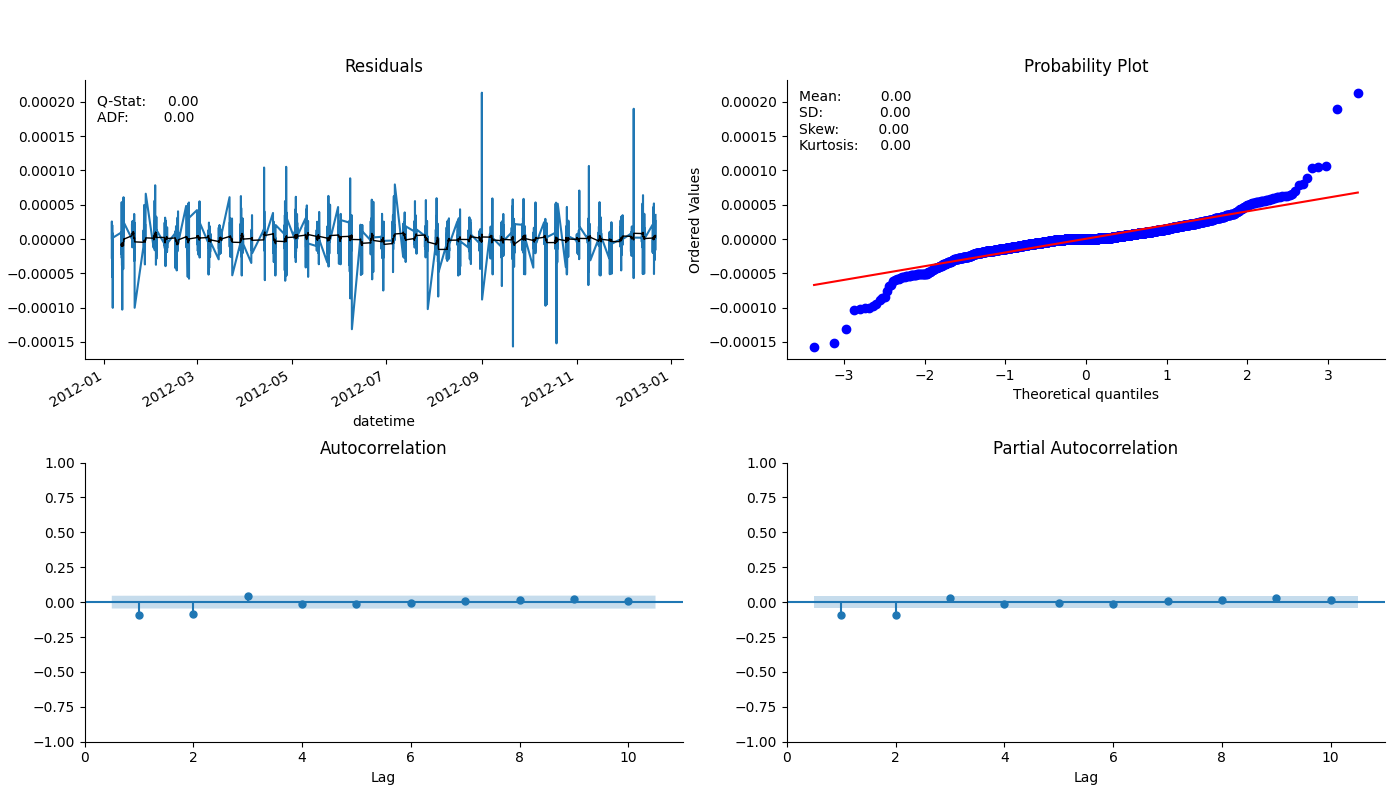 Residuals
Q-Stat: 0.00
ADF: 0.00
0.00020
0.00015
0.00010
0.00005
0.00000
−0.00005
−0.00010
−0.00015
2012-01
2012-03
2012-05
2012-07
2012-09
2012-11
2013-01
datetime
Probability Plot
Mean: 0.00
SD: 0.00
Skew: 0.00
Kurtosis: 0.00
Ordered Values
0.00020
0.00015
0.00010
0.00005
0.00000
−0.00005
−0.00010
−0.00015
−3 −2 −1 0 1 2 3
Theoretical quantiles
Autocorrelation
1.00
0.75
0.50
0.25
0.00
−0.25
−0.50
−0.75
−1.00
0 2 4 6 8 10
Lag
Partial Autocorrelation
1.00
0.75
0.50
0.25
0.00
−0.25
−0.50
−0.75
−1.00
0 2 4 6 8 10
Lag